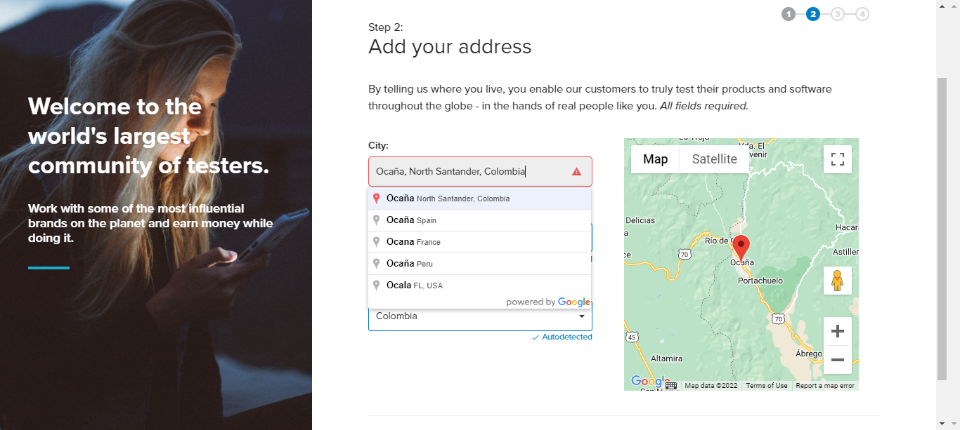 Welcome to the
world's largest
community of testers.
Work with some of the most influential
brands on the planet and earn money while
doing it.
1 2 3 4
Step 2:
Add your address
By telling us where you live, you enable our customers to truly test their products and software
throughout the globe - in the hands of real people like you. All fields required.
City:
Ocaña, North Santander, Colombia
Ocaña North Santander, Colombia
Ocaña Spain
Ocana France
Ocaña Peru
Ocala FL, USA
powered by Google
Colombia
Autodetected
Map Satellite
Vda. El
Delicias
Hacar
Río de
Astiller
70
Ocaña
Portachuelo
70
45
Altamira
Ábrego
Google
Map data ©2022 Terms of Use Report a map error